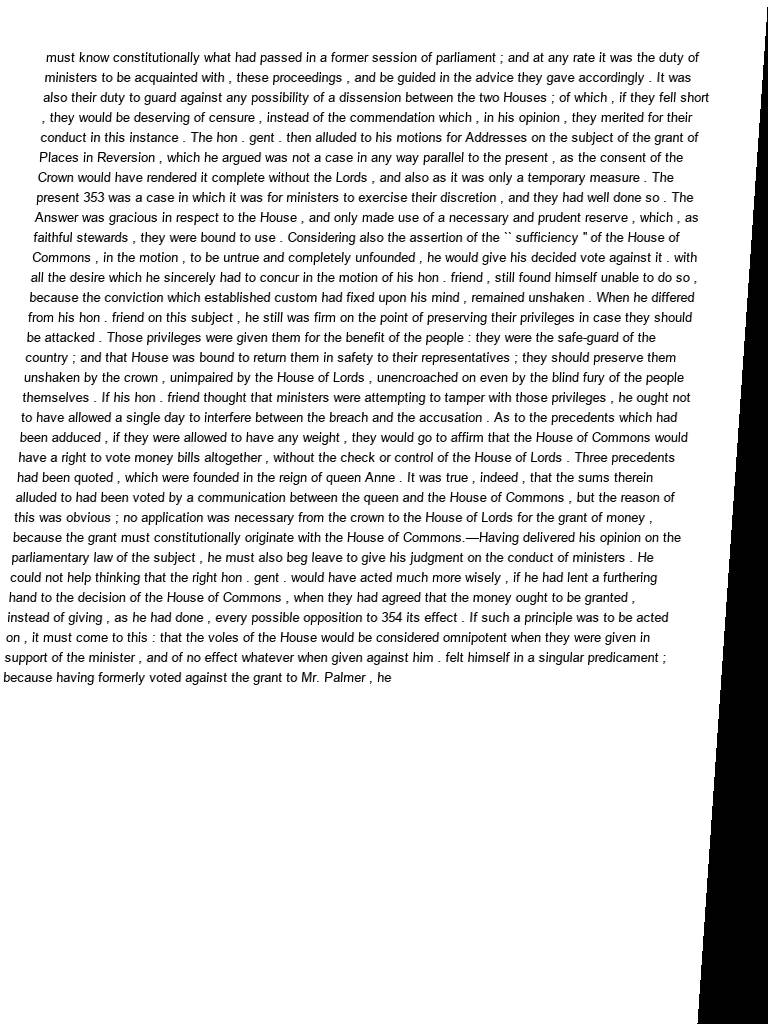 must know constitutionally what had passed in a former session of parliament ; and at any rate it was the duty of
ministers to be acquainted with , these proceedings , and be guided in the advice they gave accordingly . It was
also their duty to guard against any possibility of a dissension between the two Houses ; of which , if they fell short
, they would be deserving of censure , instead of the commendation which , in his opinion , they merited for their
conduct in this instance . The hon . gent . then alluded to his motions for Addresses on the subject of the grant of
Places in Reversion , which he argued was not a case in any way parallel to the present , as the consent of the
Crown would have rendered it complete without the Lords , and also as it was only a temporary measure . The
present 353 was a case in which it was for ministers to exercise their discretion , and they had well done so . The
Answer was gracious in respect to the House , and only made use of a necessary and prudent reserve , which , as
faithful stewards , they were bound to use . Considering also the assertion of the `` sufficiency '' of the House of
Commons , in the motion , to be untrue and completely unfounded , he would give his decided vote against it . with
all the desire which he sincerely had to concur in the motion of his hon . friend , still found himself unable to do so ,
because the conviction which established custom had fixed upon his mind , remained unshaken . When he differed
from his hon . friend on this subject , he still was firm on the point of preserving their privileges in case they should
be attacked . Those privileges were given them for the benefit of the people : they were the safe-guard of the
country ; and that House was bound to return them in safety to their representatives ; they should preserve them
unshaken by the crown , unimpaired by the House of Lords , unencroached on even by the blind fury of the people
themselves . If his hon . friend thought that ministers were attempting to tamper with those privileges , he ought not
to have allowed a single day to interfere between the breach and the accusation . As to the precedents which had
been adduced , if they were allowed to have any weight , they would go to affirm that the House of Commons would
have a right to vote money bills altogether , without the check or control of the House of Lords . Three precedents
had been quoted , which were founded in the reign of queen Anne . It was true , indeed , that the sums therein
alluded to had been voted by a communication between the queen and the House of Commons , but the reason of
this was obvious ; no application was necessary from the crown to the House of Lords for the grant of money ,
because the grant must constitutionally originate with the House of Commons.—Having delivered his opinion on the
parliamentary law of the subject , he must also beg leave to give his judgment on the conduct of ministers . He
could not help thinking that the right hon . gent . would have acted much more wisely , if he had lent a furthering
hand to the decision of the House of Commons , when they had agreed that the money ought to be granted ,
instead of giving , as he had done , every possible opposition to 354 its effect . If such a principle was to be acted
on , it must come to this : that the voles of the House would be considered omnipotent when they were given in
support of the minister , and of no effect whatever when given against him . felt himself in a singular predicament ;
because having formerly voted against the grant to Mr. Palmer , he